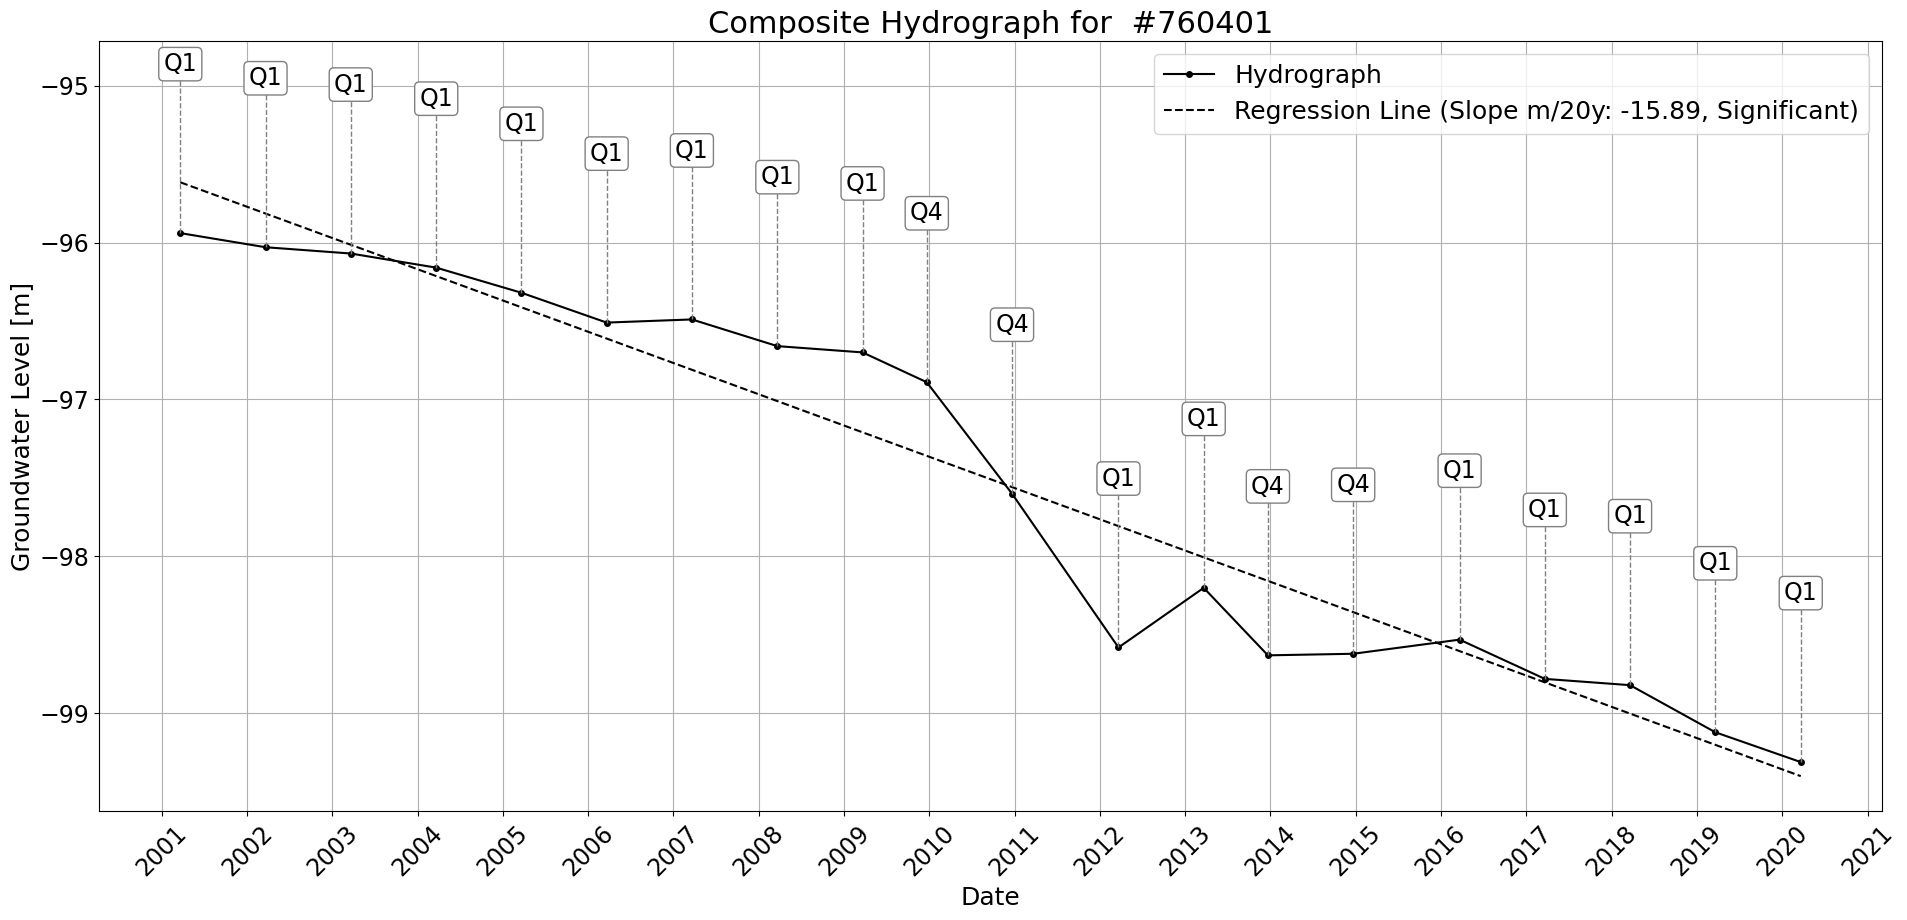 Composite Hydrograph for  #760401
Hydrograph
Regression Line (Slope m/20y: -15.89, Significant)
Q1
Q1
Q1
Q1
Q1
Q1
Q1
Q1
Q1
Q4
Q4
Q1
Q1
Q4
Q4
Q1
Q1
Q1
Q1
Q1
Groundwater Level [m]
−95
−96
−97
−98
−99
2001
2002
2003
2004
2005
2006
2007
2008
2009
2010
2011
2012
2013
2014
2015
2016
2017
2018
2019
2020
2021
Date